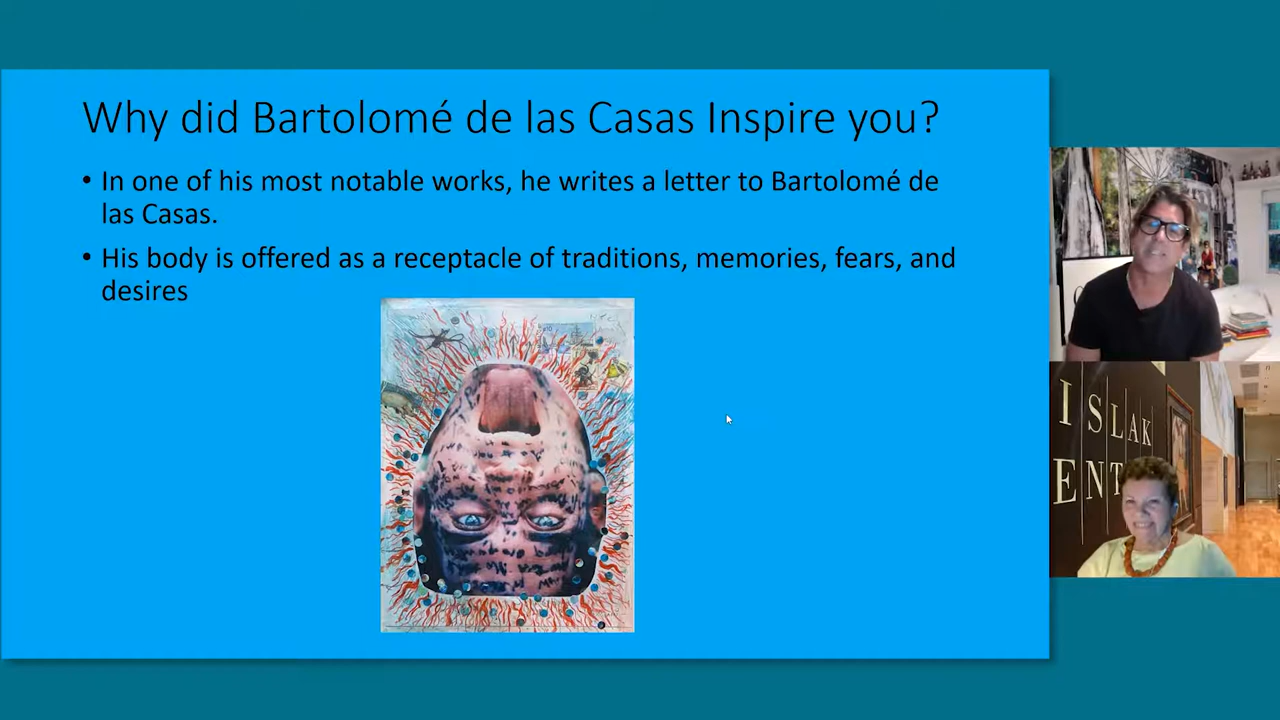 Why did Bartolomé de las Casas Inspire you?
• In one of his most notable works, he writes a letter to Bartolomé de
las Casas.
• His body is offered as a receptacle of traditions, memories, fears, and
desires
ISLAK
ENT